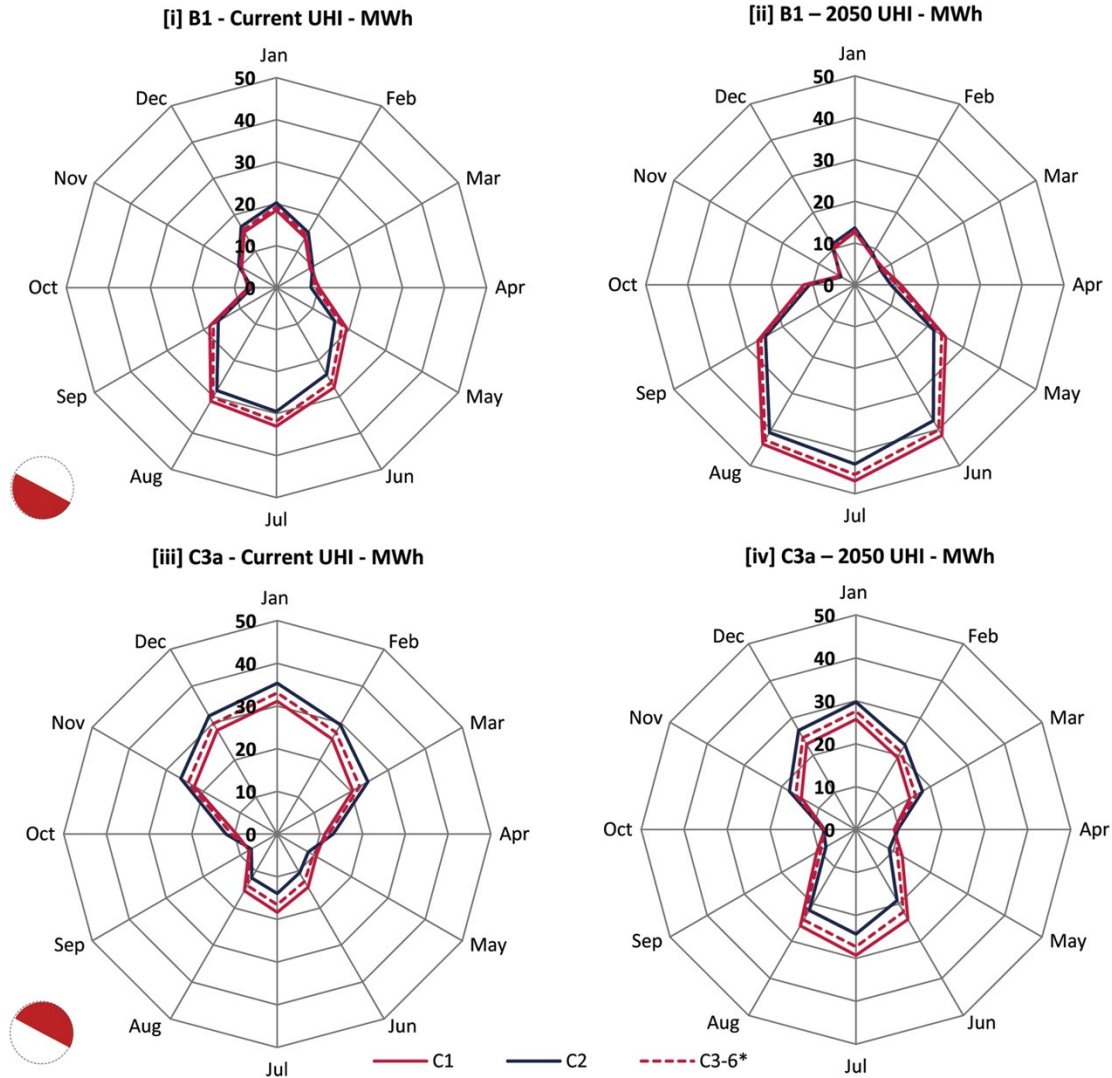 [i] B1 - Current UHI - MWh
Jan
50
Dec
Feb
40
30
Nov
Mar
20
10
Oct
0
Apr
Sep
May
Aug
Jun
Jul
[ii] B1 – 2050 UHI - MWh
Jan
50
Dec
Feb
40
30
Nov
Mar
20
10
Oct
0
Apr
Sep
May
Aug
Jun
Jul
[iii] C3a - Current UHI - MWh
Jan
50
Dec
Feb
40
30
Nov
Mar
20
10
Oct
0
Apr
Sep
May
Aug
Jun
Jul
[iv] C3a – 2050 UHI - MWh
Jan
50
Dec
Feb
40
30
Nov
Mar
20
10
Oct
0
Apr
Sep
May
Aug
Jun
Jul
C1 C2 C3-6*